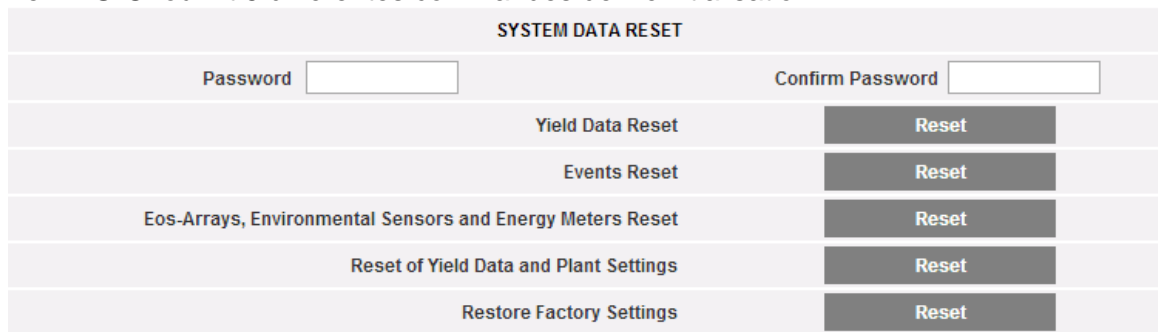 SYSTEM DATA RESET
Password Confirm Password
Yield Data Reset Reset
Events Reset Reset
Eos-Arrays, Environmental Sensors and Energy Meters Reset Reset
Reset of Yield Data and Plant Settings Reset
Restore Factory Settings Reset